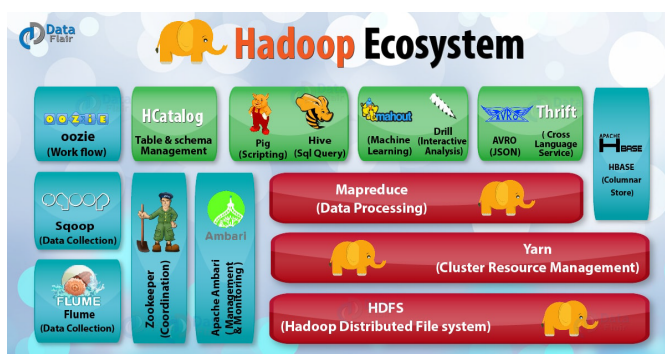 Data
Flair
Hadoop Ecosystem
OOZIE
oozie
(Work flow)
HCatalog
Table & schema
Management
Pig
(Scripting)
Hive
(Sql Query)
mahout
(Machine
Learning)
Drill
(Interactive
Analysis)
AVRO
AVRO
(JSON)
Thrift
( Cross
Language
Service)
APACHE
HBASE
HBASE
(Columnar
Store)
sqoop
Sqoop
(Data Collection)
Zookeeper
(Coordination)
Ambari
Apache Ambari
( Management
& Monitoring )
Mapreduce
(Data Processing)
Yarn
(Cluster Resource Management)
FLUME
Flume
(Data Collection)
HDFS
(Hadoop Distributed File system)